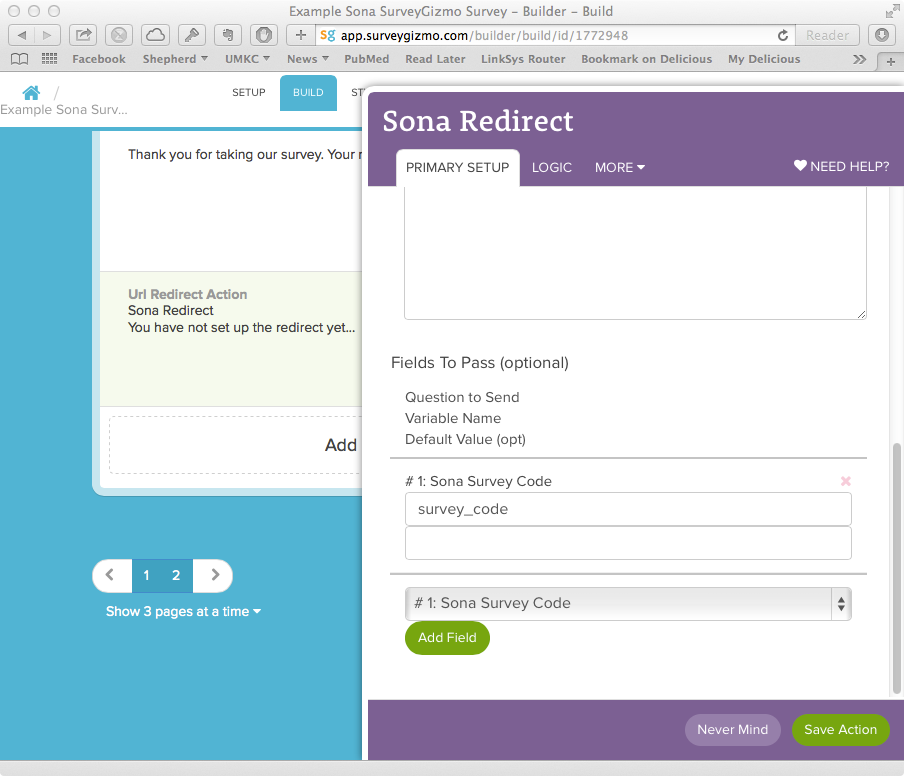 Example Sona SurveyGizmo Survey – Builder – Build
app.surveygizmo.com/builder/build/id/1772948
Reader
Facebook Shepherd UMKC News PubMed Read Later LinkSys Router Bookmark on Delicious My Delicious
/
SETUP BUILD
Example Sona Surv...
Sona Redirect
PRIMARY SETUP LOGIC MORE NEED HELP?
Thank you for taking our survey. Your
Url Redirect Action
Sona Redirect
You have not set up the redirect yet...
Add
1 2
Show 3 pages at a time
Fields To Pass (optional)
Question to Send
Variable Name
Default Value (opt)
# 1: Sona Survey Code
survey_code
# 1: Sona Survey Code
Add Field
Never Mind Save Action